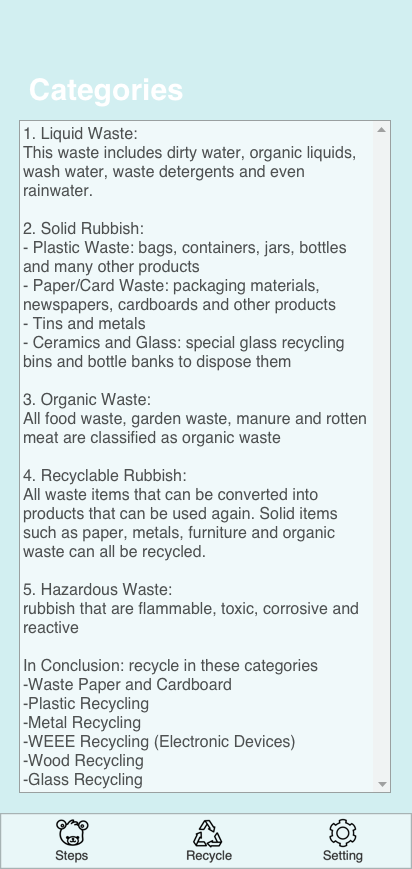 Categories
1. Liquid Waste:
This waste includes dirty water, organic liquids,
wash water, waste detergents and even
rainwater.
2. Solid Rubbish:
- Plastic Waste: bags, containers, jars, bottles
and many other products
- Paper/Card Waste: packaging materials,
newspapers, cardboards and other products
- Tins and metals
- Ceramics and Glass: special glass recycling
bins and bottle banks to dispose them
3. Organic Waste:
All food waste, garden waste, manure and rotten
meat are classified as organic waste
4. Recyclable Rubbish:
All waste items that can be converted into
products that can be used again. Solid items
such as paper, metals, furniture and organic
waste can all be recycled.
5. Hazardous Waste:
rubbish that are flammable, toxic, corrosive and
reactive
In Conclusion: recycle in these categories
-Waste Paper and Cardboard
-Plastic Recycling
-Metal Recycling
-WEEE Recycling (Electronic Devices)
-Wood Recycling
-Glass Recycling
Steps
Recycle
Setting